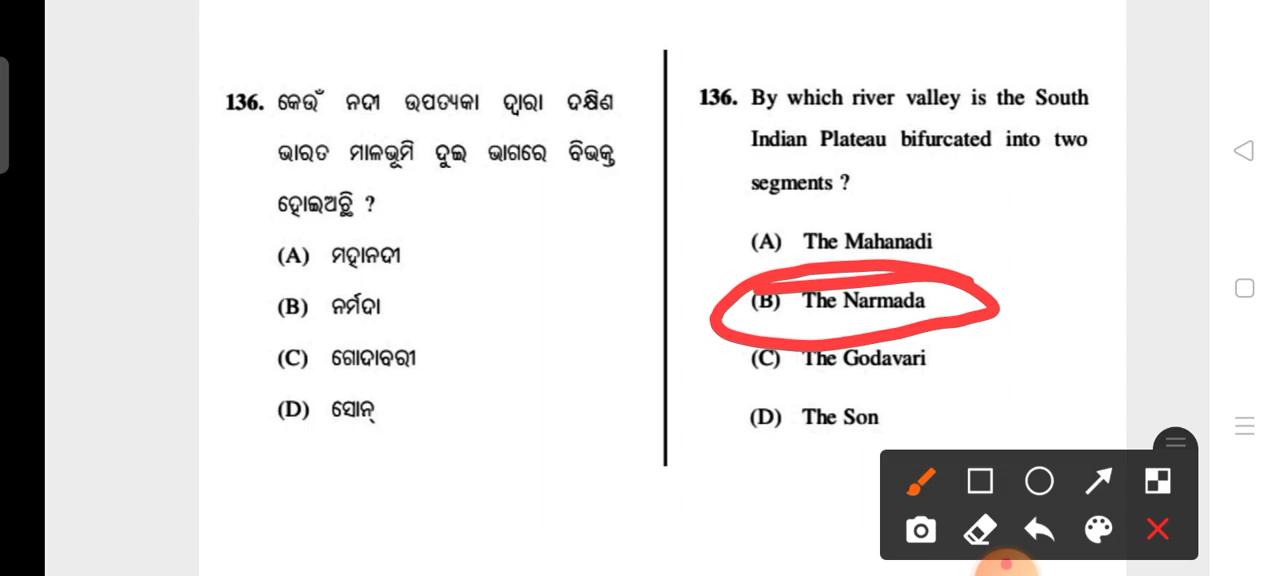 136. କେଉଁ ନଦୀ ଉପତ୍ୟକା ଦ୍ୱାରା ଦକ୍ଷିଣ
ଭାରତ ମାଳଭୂମି ଦୁଇ ଭାଗରେ ବିଭକ୍ତ
ହୋଇଅଛି ?
(A) ମହାନଦୀ
(B) ନର୍ମଦା
(C) ଗୋଦାବରୀ
(D) ସୋନ୍
136. By which river valley is the South
Indian Plateau bifurcated into two
segments ?
(A) The Mahanadi
(B) The Narmada
(C) The Godavari
(D) The Son